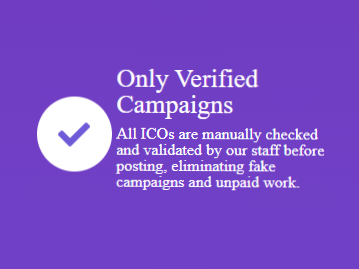 Only Verified
Campaigns
All ICOs are manually checked
and validated by our staff before
posting, eliminating fake
campaigns and unpaid work.